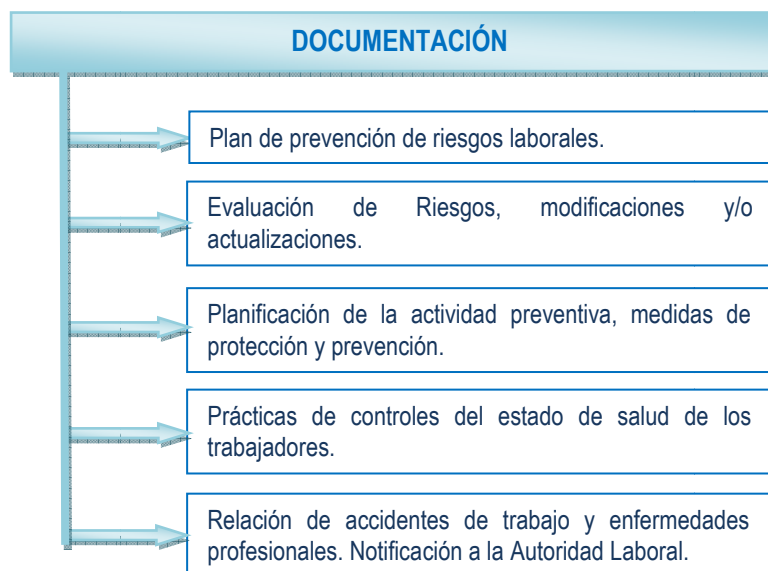 DOCUMENTACIÓN
Plan de prevención de riesgos laborales.
Evaluación de Riesgos, modificaciones y/o
actualizaciones.
Planificación de la actividad preventiva, medidas de
protección y prevención.
Prácticas de controles del estado de salud de los
trabajadores.
Relación de accidentes de trabajo y enfermedades
profesionales. Notificación a la Autoridad Laboral.